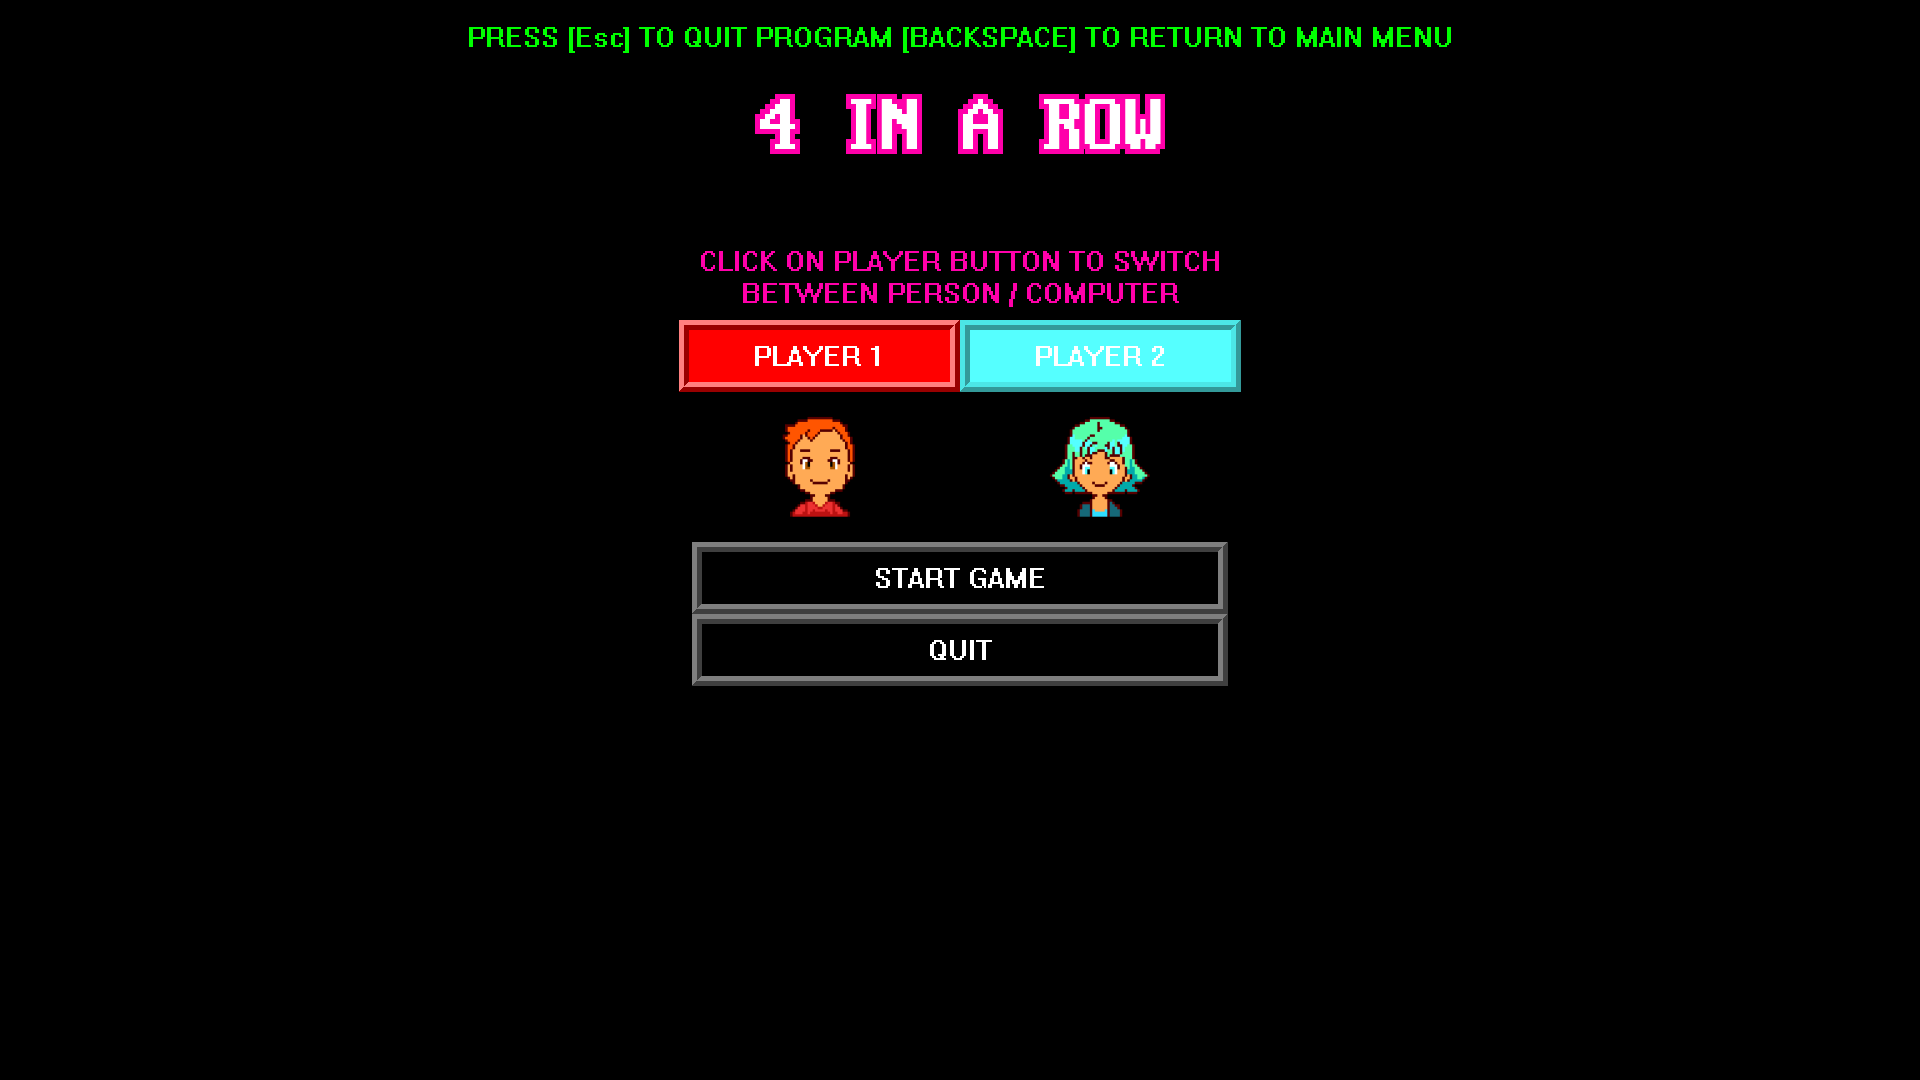 PRESS [Esc] TO QUIT PROGRAM [BACKSPACE] TO RETURN TO MAIN MENU
4 IN A ROW
CLICK ON PLAYER BUTTON TO SWITCH
BETWEEN PERSON / COMPUTER
PLAYER 1
PLAYER 2
START GAME
QUIT